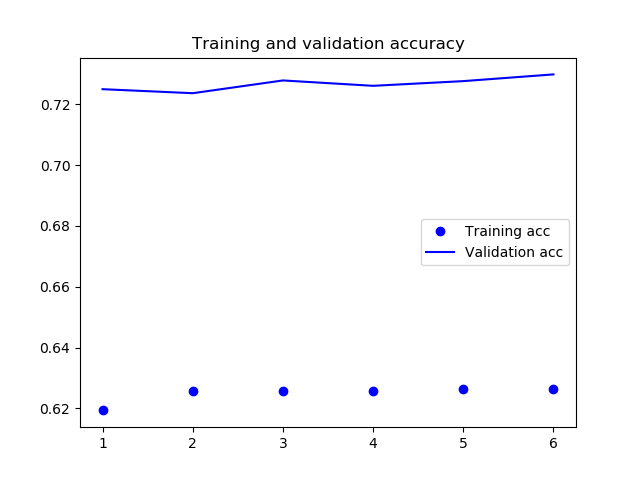 Training and validation accuracy
0.72
0.70
0.68
0.66
0.64
0.62
Training acc
Validation acc
1 2 3 4 5 6